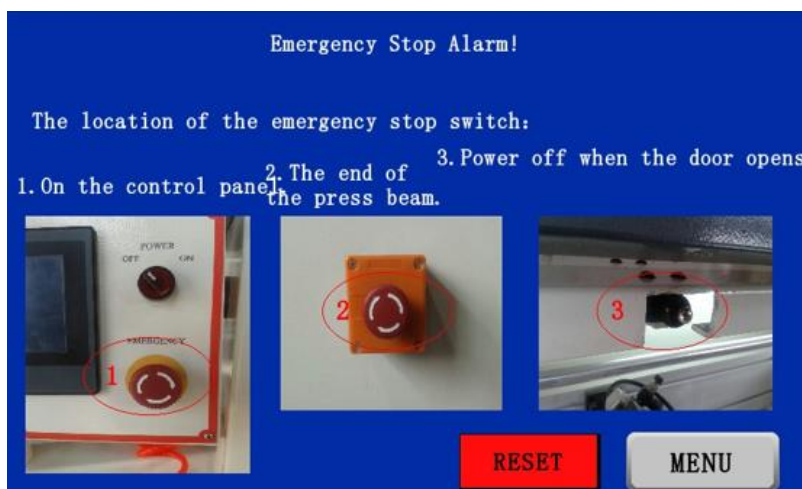 Emergency Stop Alarm!
The location of the emergency stop switch:
1.On the control panel.
2.The end of
the press beam.
3.Power off when the door opens
POWER
OFF ON
EMERGENCY
1
2
3
RESET
MENU